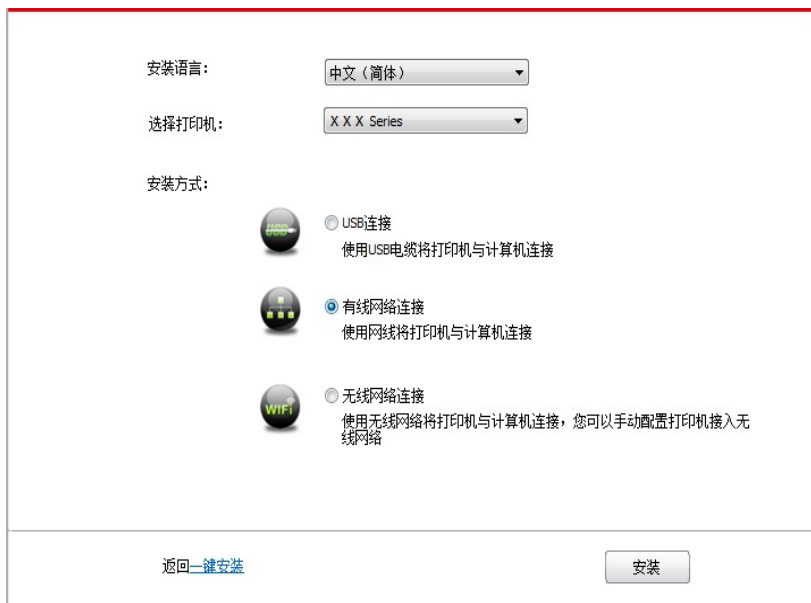 安装语言：
中文（简体）
选择打印机：
X X X Series
安装方式：
USB
USB连接
使用USB电缆将打印机与计算机连接
有线网络连接
使用网线将打印机与计算机连接
WiFi
无线网络连接
使用无线网络将打印机与计算机连接，您可以手动配置打印机接入无
线网络
返回一键安装
安装